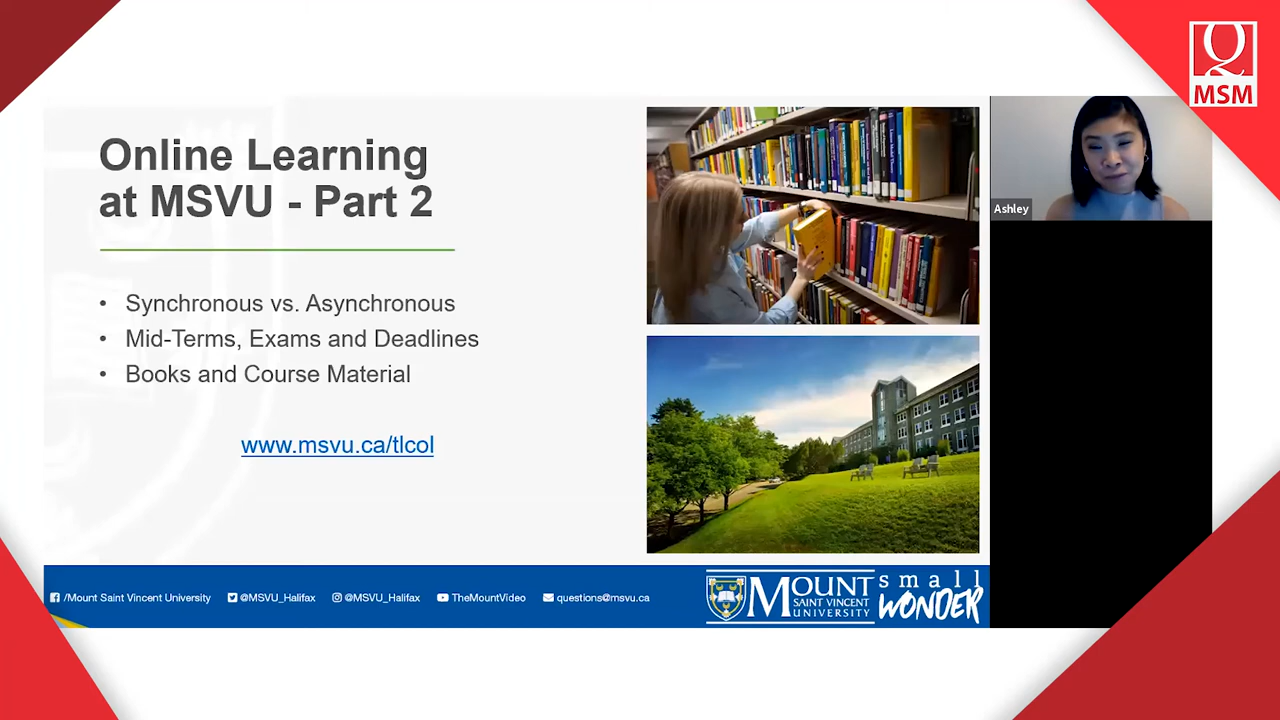 Online Learning
at MSVU - Part 2
• Synchronous vs. Asynchronous
• Mid-Terms, Exams and Deadlines
• Books and Course Material
www.msvu.ca/tlcol
/Mount Saint Vincent University
@MSVU_Halifax
@MSVU_Halifax
TheMountVideo
questions@msvu.ca
MOUNT
SAINT VINCENT
UNIVERSITY
small
WONDER
Ashley
MSM